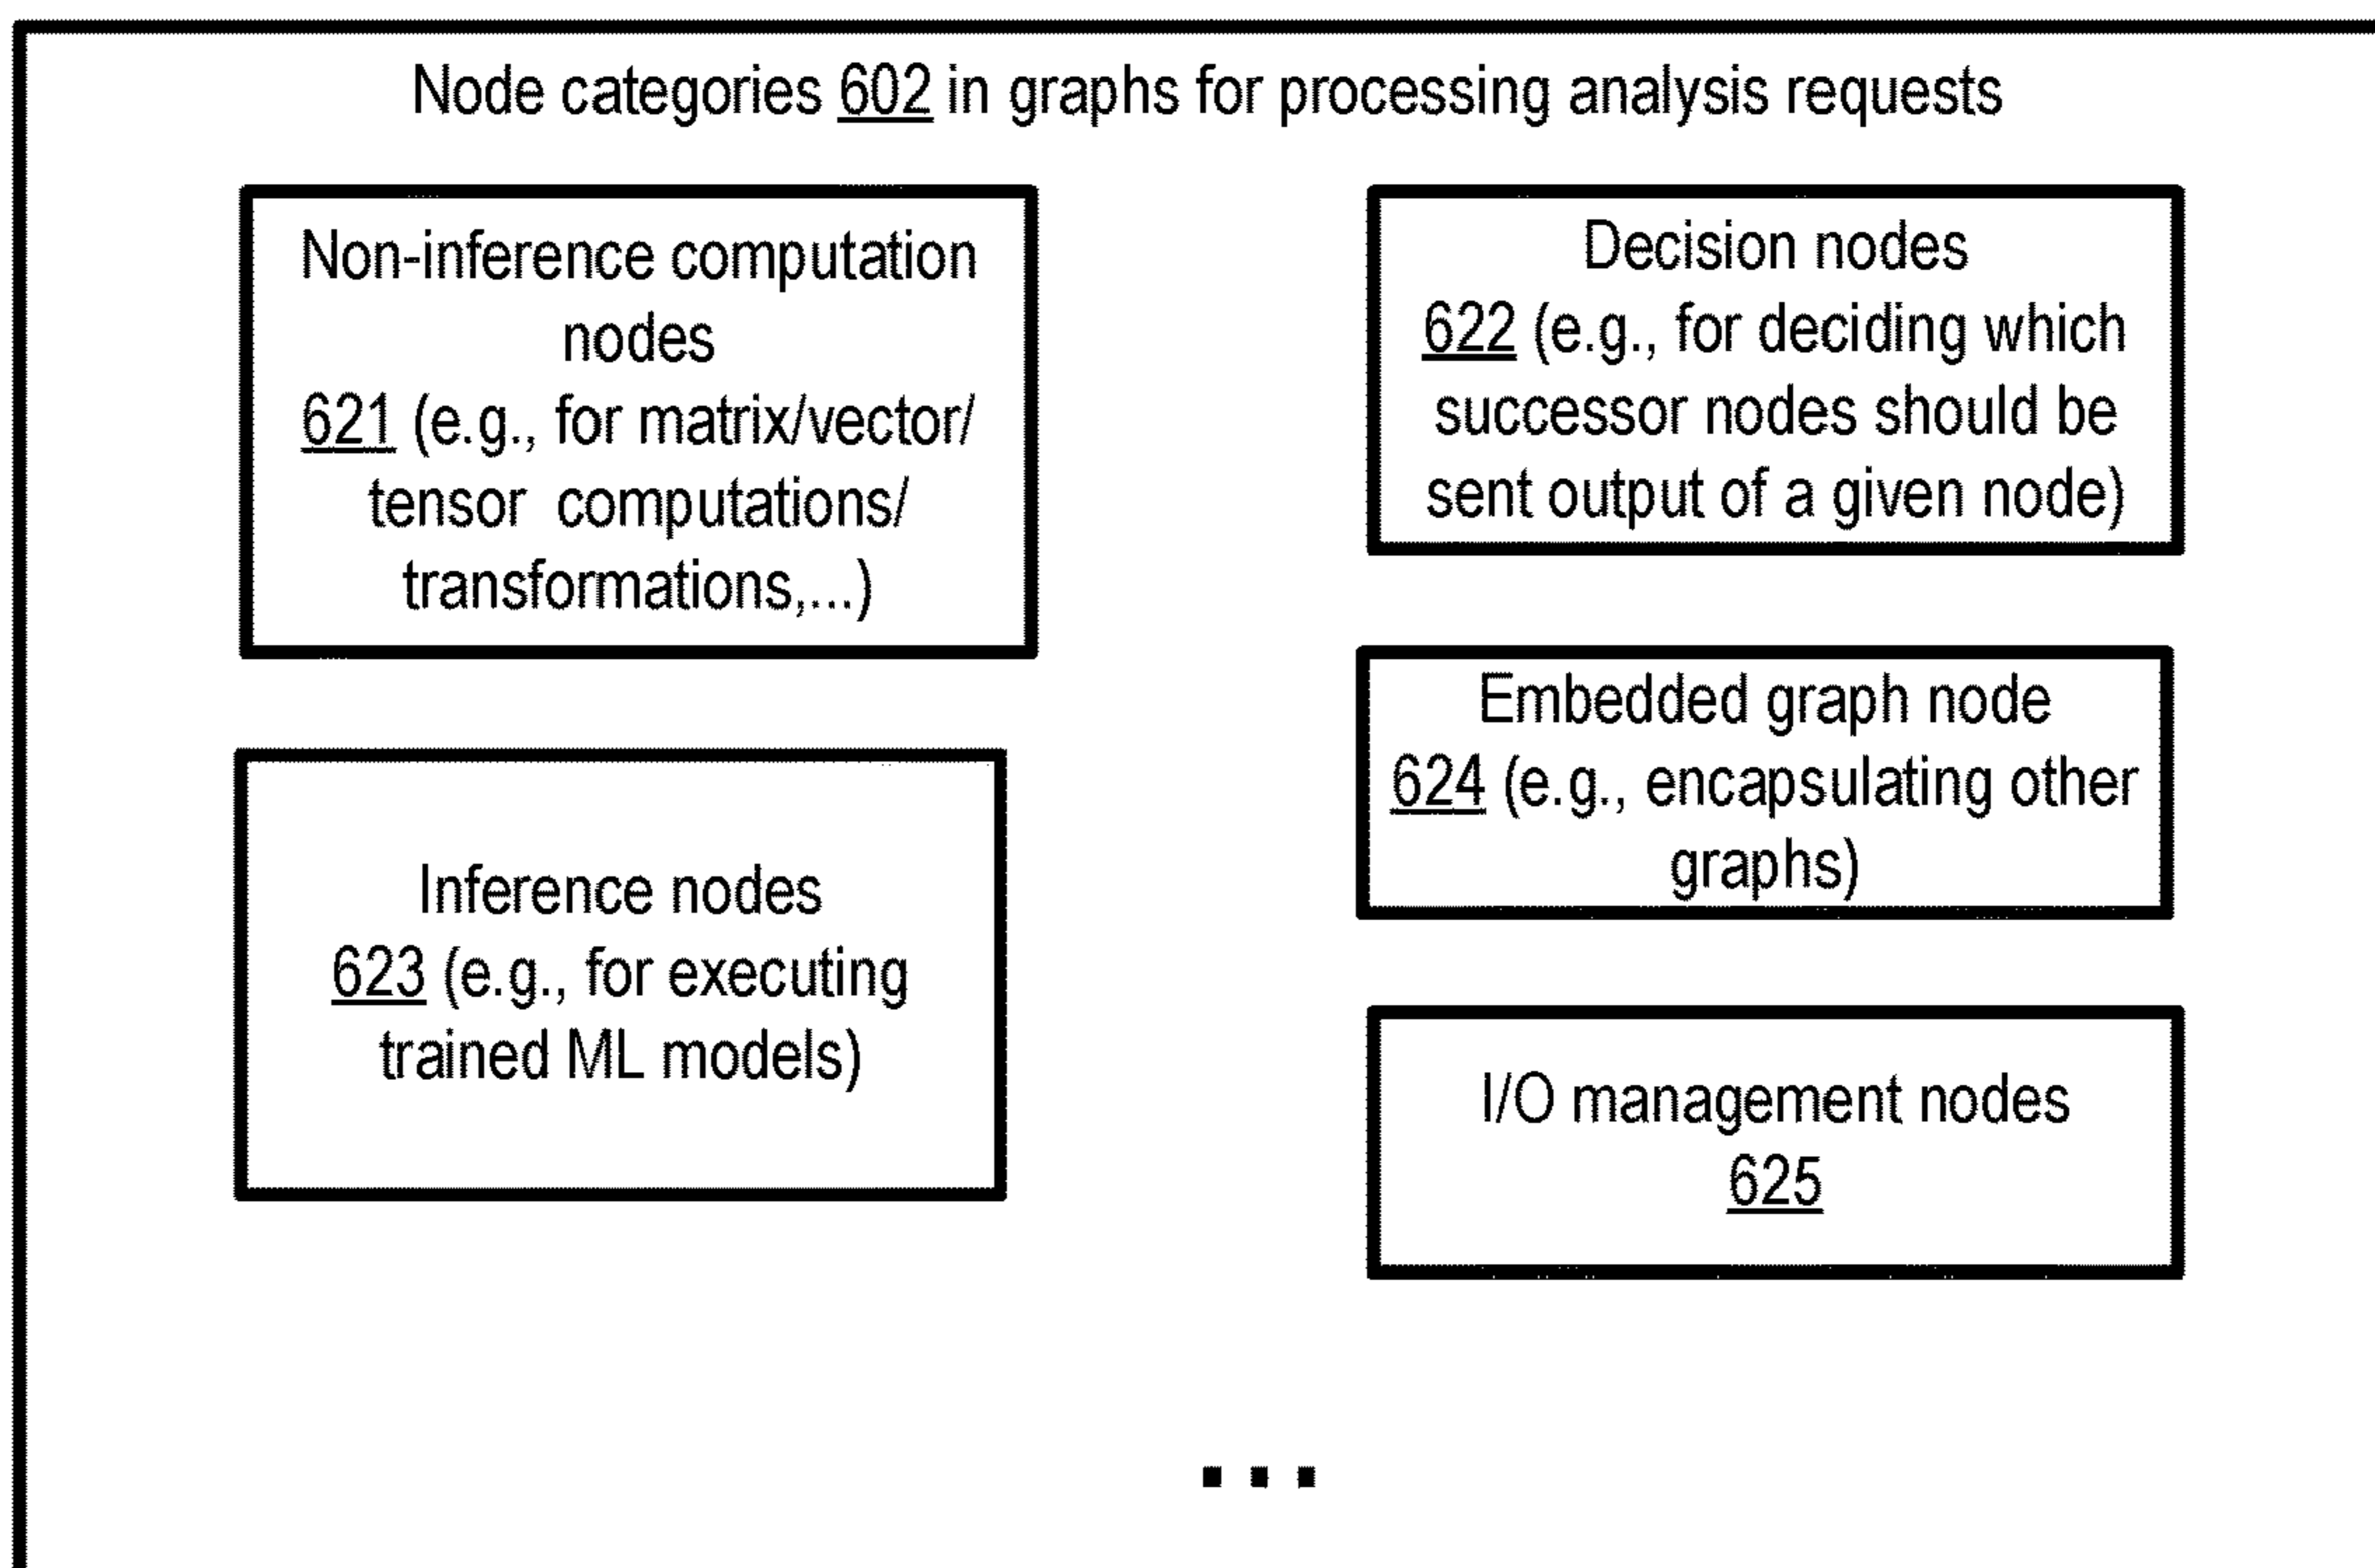 Node categories 602 in graphs for processing analysis requests
Non-inference computation
nodes
621 (e.g., for matrix/vector/
tensor computations/
transformations,...)
Decision nodes
622 (e.g., for deciding which
successor nodes should be
sent output of a given node)
Inference nodes
623 (e.g., for executing
trained ML models)
Embedded graph node
624 (e.g., encapsulating other
graphs)
I/O management nodes
625
...